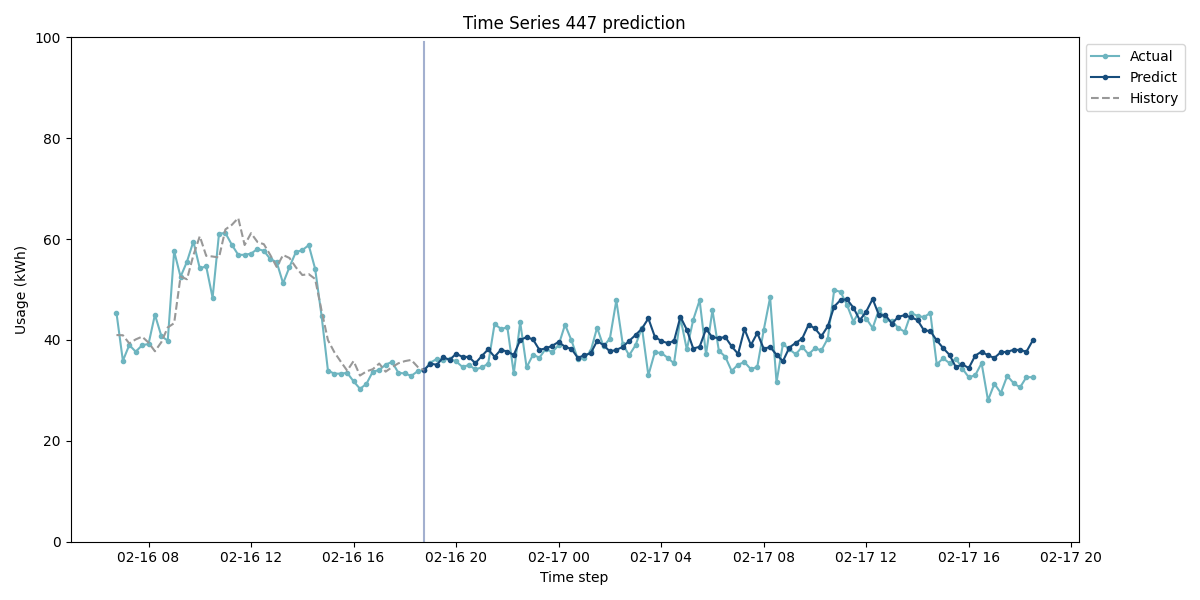 Time Series 447 prediction
100
80
60
40
20
0
Usage (kWh)
02-16 08 02-16 12 02-16 16 02-16 20 02-17 00 02-17 04 02-17 08 02-17 12 02-17 16 02-17 20
Time step
Actual
Predict
History